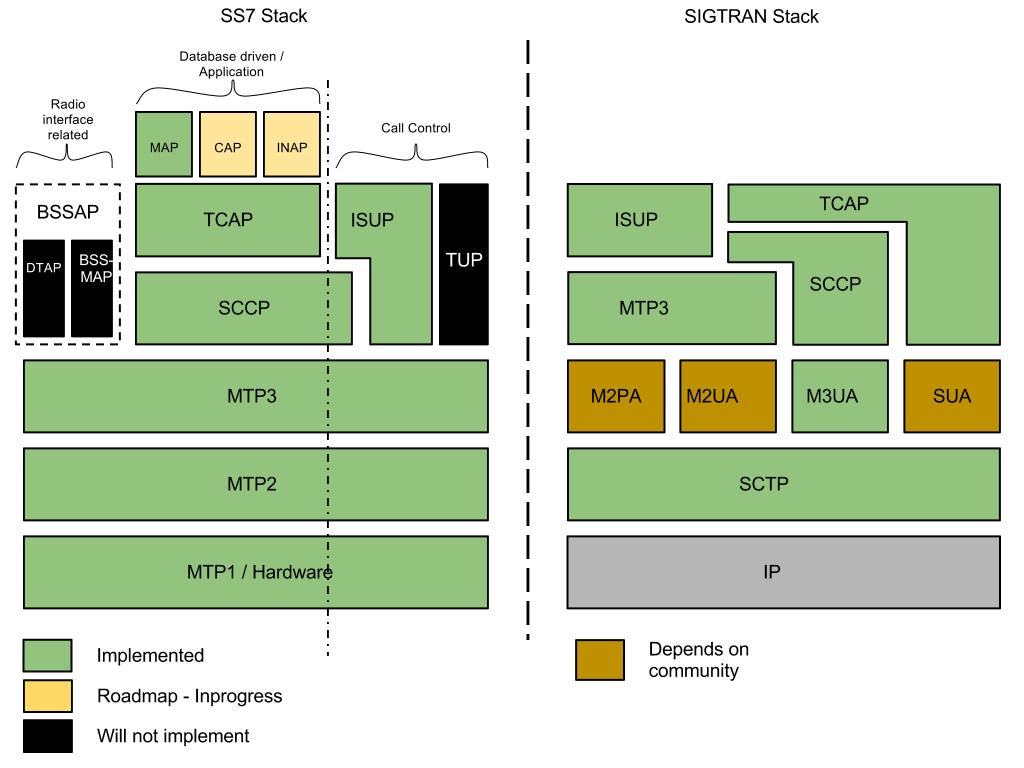 SS7 Stack
SIGTRAN Stack
Database driven /
Application
Radio
interface
related
Call Control
MAP
CAP
INAP
BSSAP
DTAP
BSS-
MAP
TCAP
ISUP
TUP
SCCP
MTP3
MTP2
MTP1 / Hardware
ISUP
TCAP
SCCP
MTP3
M2PA
M2UA
M3UA
SUA
SCTP
IP
Implemented
Roadmap - Inprogress
Will not implement
Depends on
community